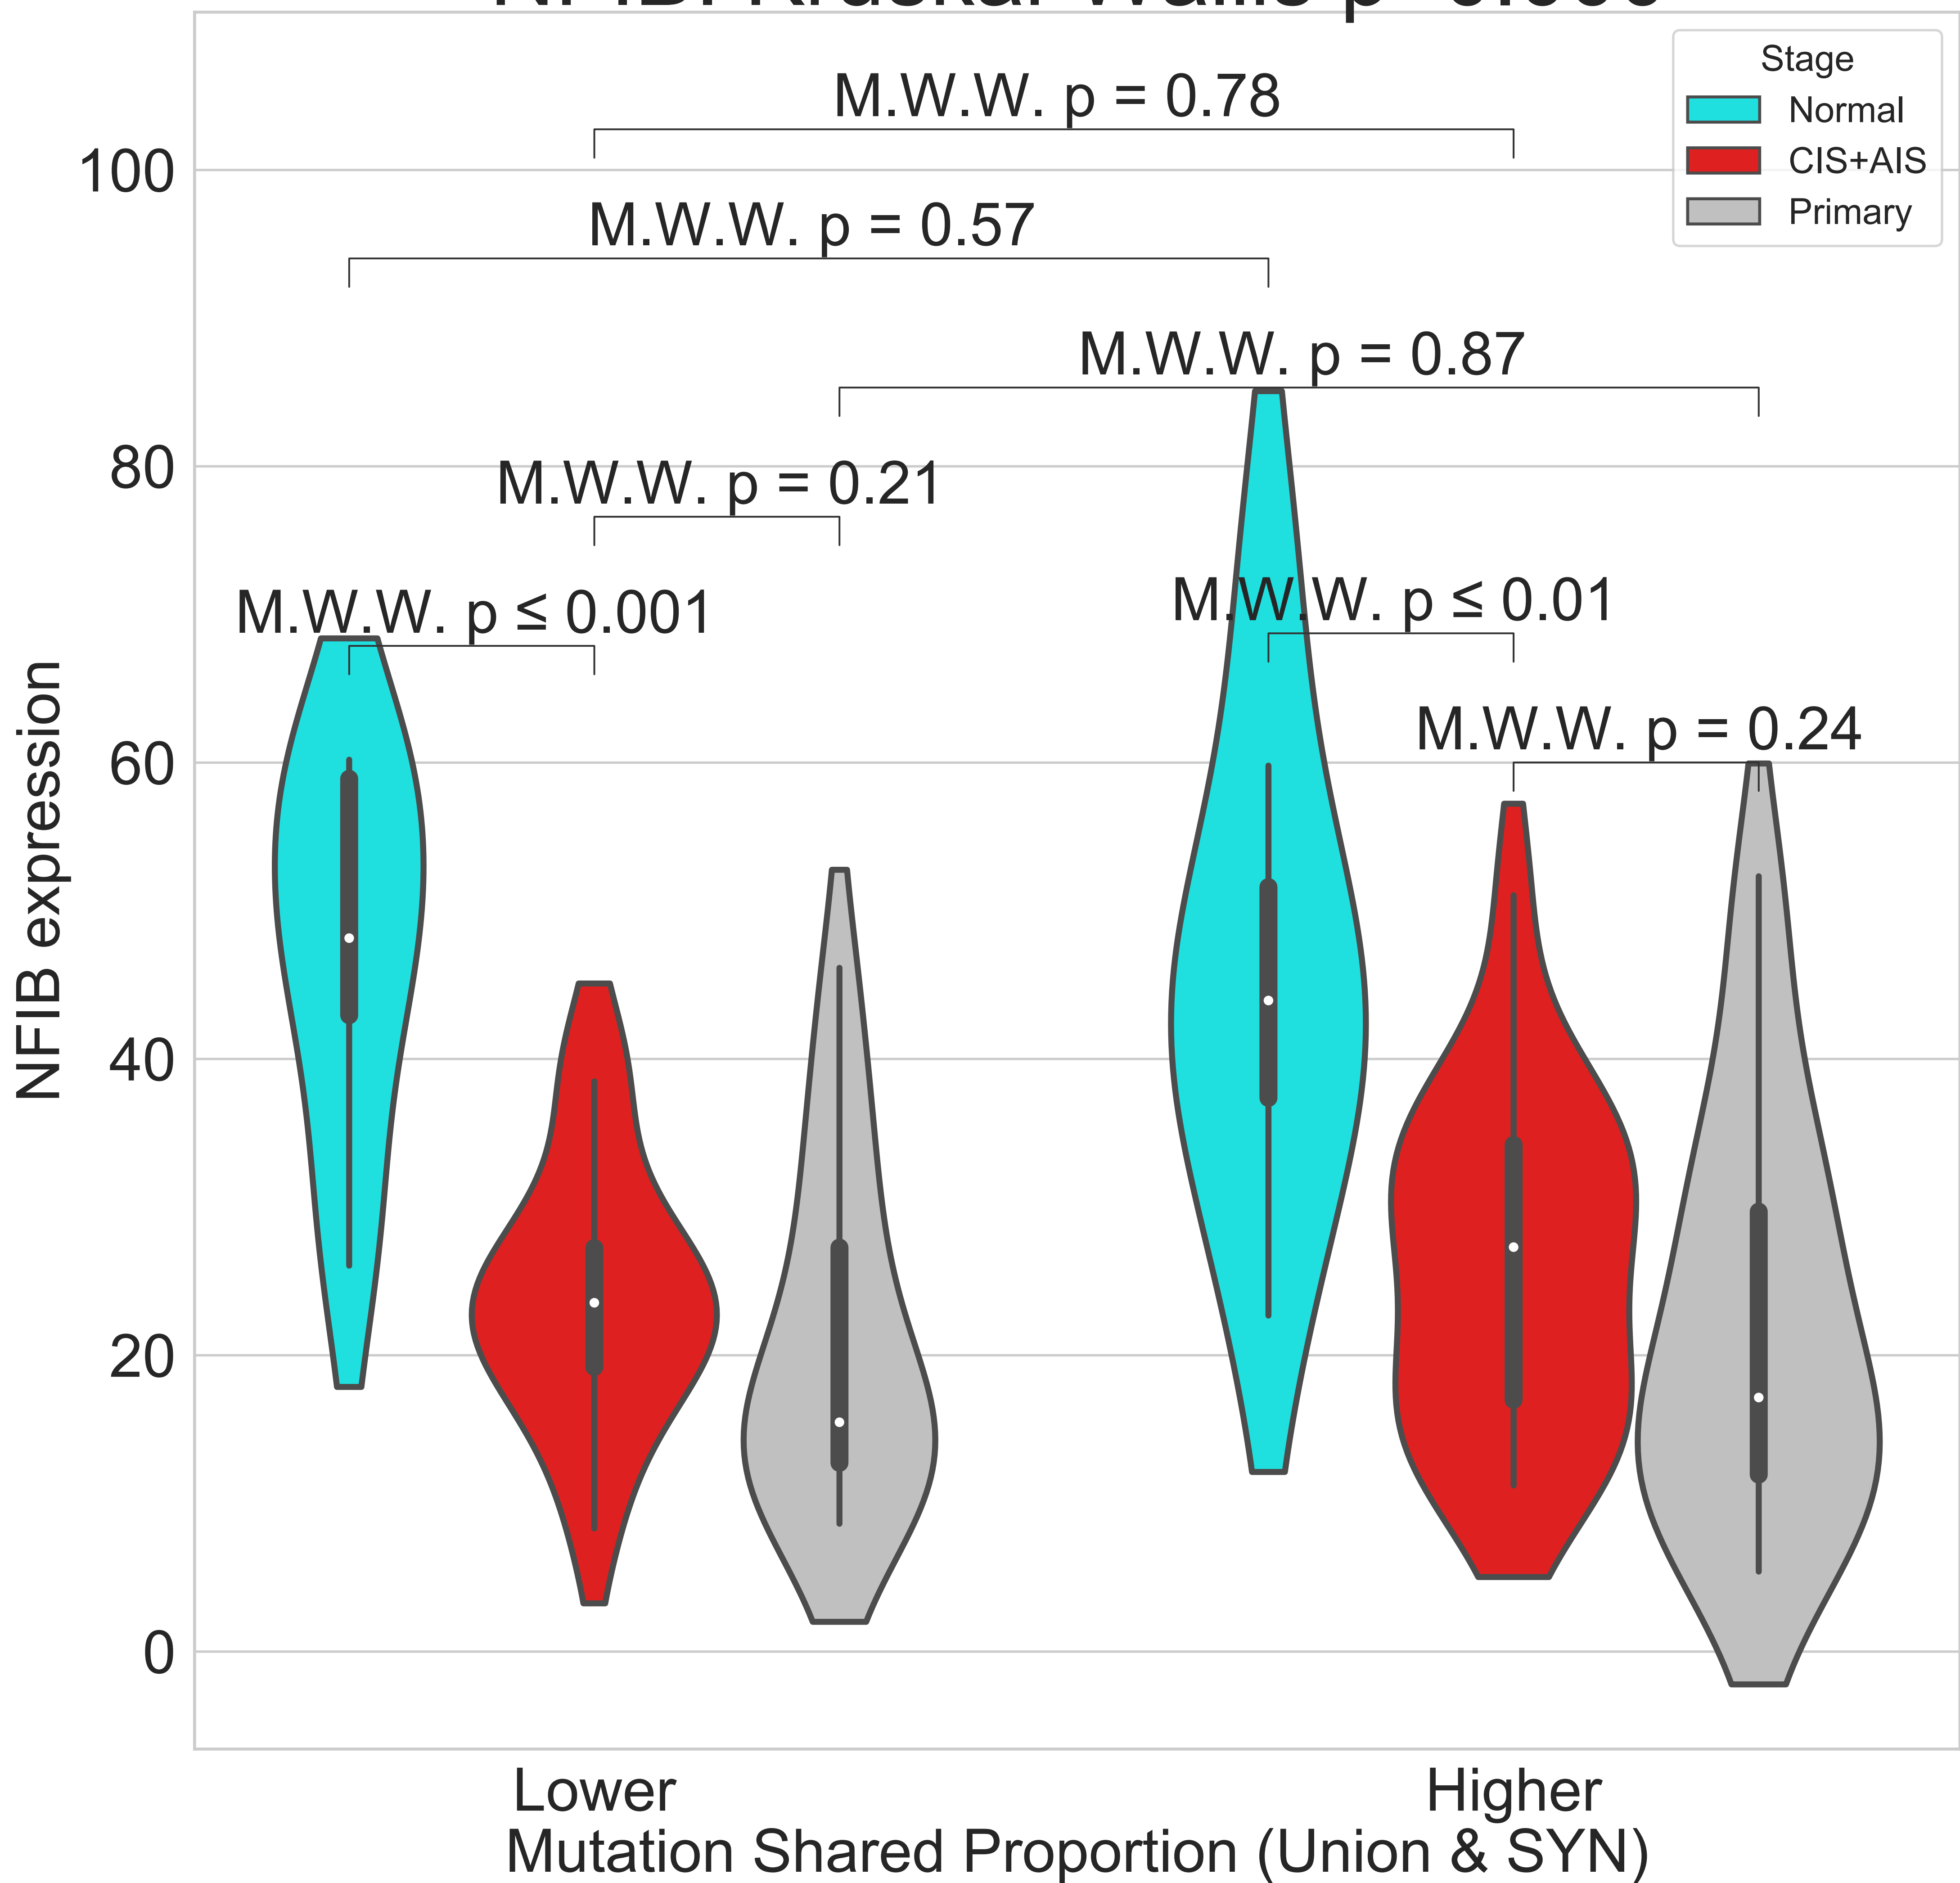 Stage
Normal
CIS+AIS
Primary
M.W.W. p = 0.78
M.W.W. p = 0.57
M.W.W. p = 0.87
M.W.W. p = 0.21
M.W.W. p ≤ 0.001
M.W.W. p ≤ 0.01
M.W.W. p = 0.24
100
80
60
40
20
0
NFIB expression
Lower
Higher
Mutation Shared Proportion (Union & SYN)